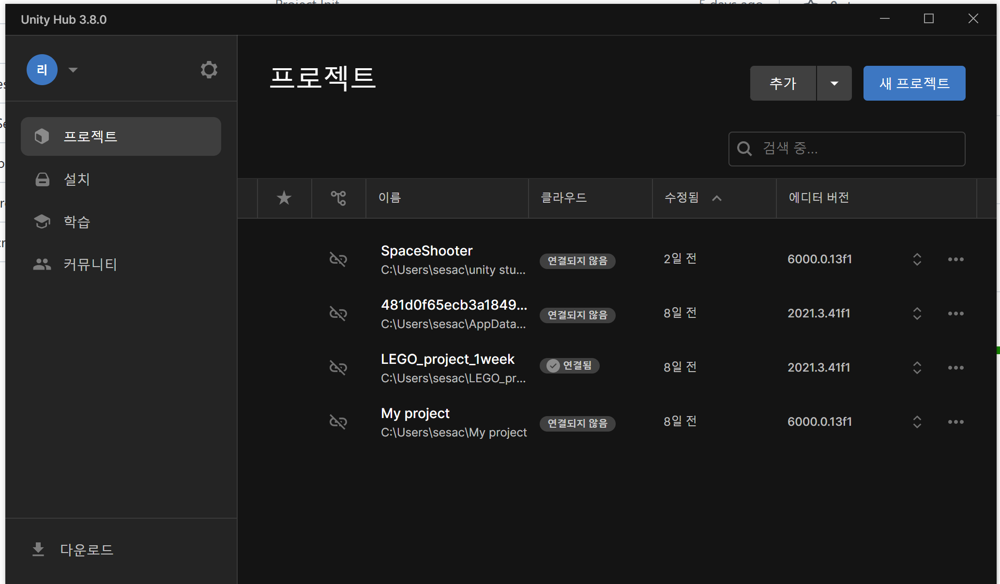 Project Init
5 days ago
Unity Hub 3.8.0
리
프로젝트
설치
학습
커뮤니티
다운로드
프로젝트
추가
새 프로젝트
검색 중...
이름
클라우드
수정됨
에디터 버전
SpaceShooter
C:\Users\sesac\unity stu...
연결되지 않음
2일 전
6000.0.13f1
481d0f65ecb3a1849...
C:\Users\sesac\AppData...
연결되지 않음
8일 전
2021.3.41f1
LEGO_project_1week
C:\Users\sesac\LEGO_pr...
연결됨
8일 전
2021.3.41f1
My project
C:\Users\sesac\My project
연결되지 않음
8일 전
6000.0.13f1